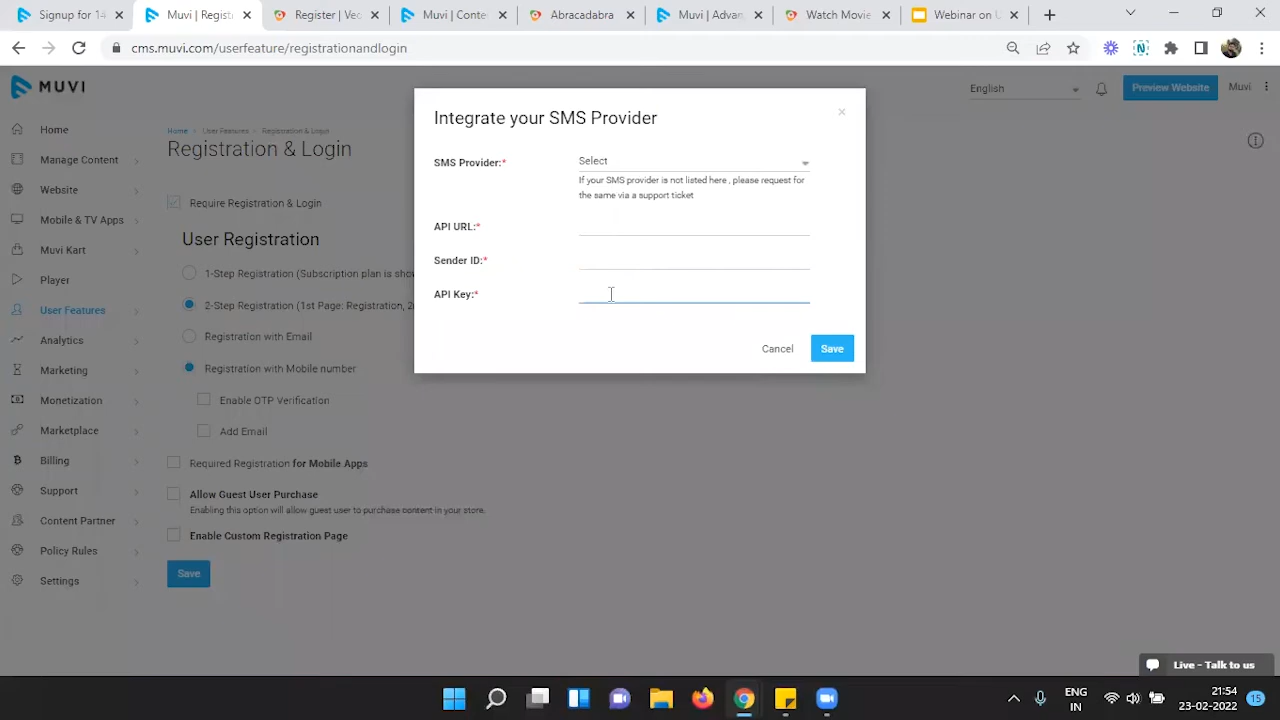 Signup for 14
Muvi | Registr
Register | Vec
Muvi | Conte
Abracadabra
Muvi | Advan
Watch Movie
Webinar on U
cms.muvi.com/userfeature/registrationandlogin
MUVI
English
Preview Website
Muvi
Home
Manage Content
Website
Mobile & TV Apps
Muvi Kart
Player
User Features
Analytics
Marketing
Monetization
Marketplace
Billing
Support
Content Partner
Policy Rules
Settings
Home User Features Registration & Login
Registration & Login
Require Registration & Login
User Registration
1-Step Registration (Subscription plan is show
2-Step Registration (1st Page: Registration, 2n
Registration with Email
Registration with Mobile number
Enable OTP Verification
Add Email
Required Registration for Mobile Apps
Allow Guest User Purchase
Enabling this option will allow guest user to purchase content in your store.
Enable Custom Registration Page
Save
Integrate your SMS Provider
SMS Provider:*
Select
If your SMS provider is not listed here , please request for
the same via a support ticket
API URL:*
Sender ID:*
API Key:*
Cancel
Save
Live - Talk to us
ENG
IN
21:54
23-02-2022
15